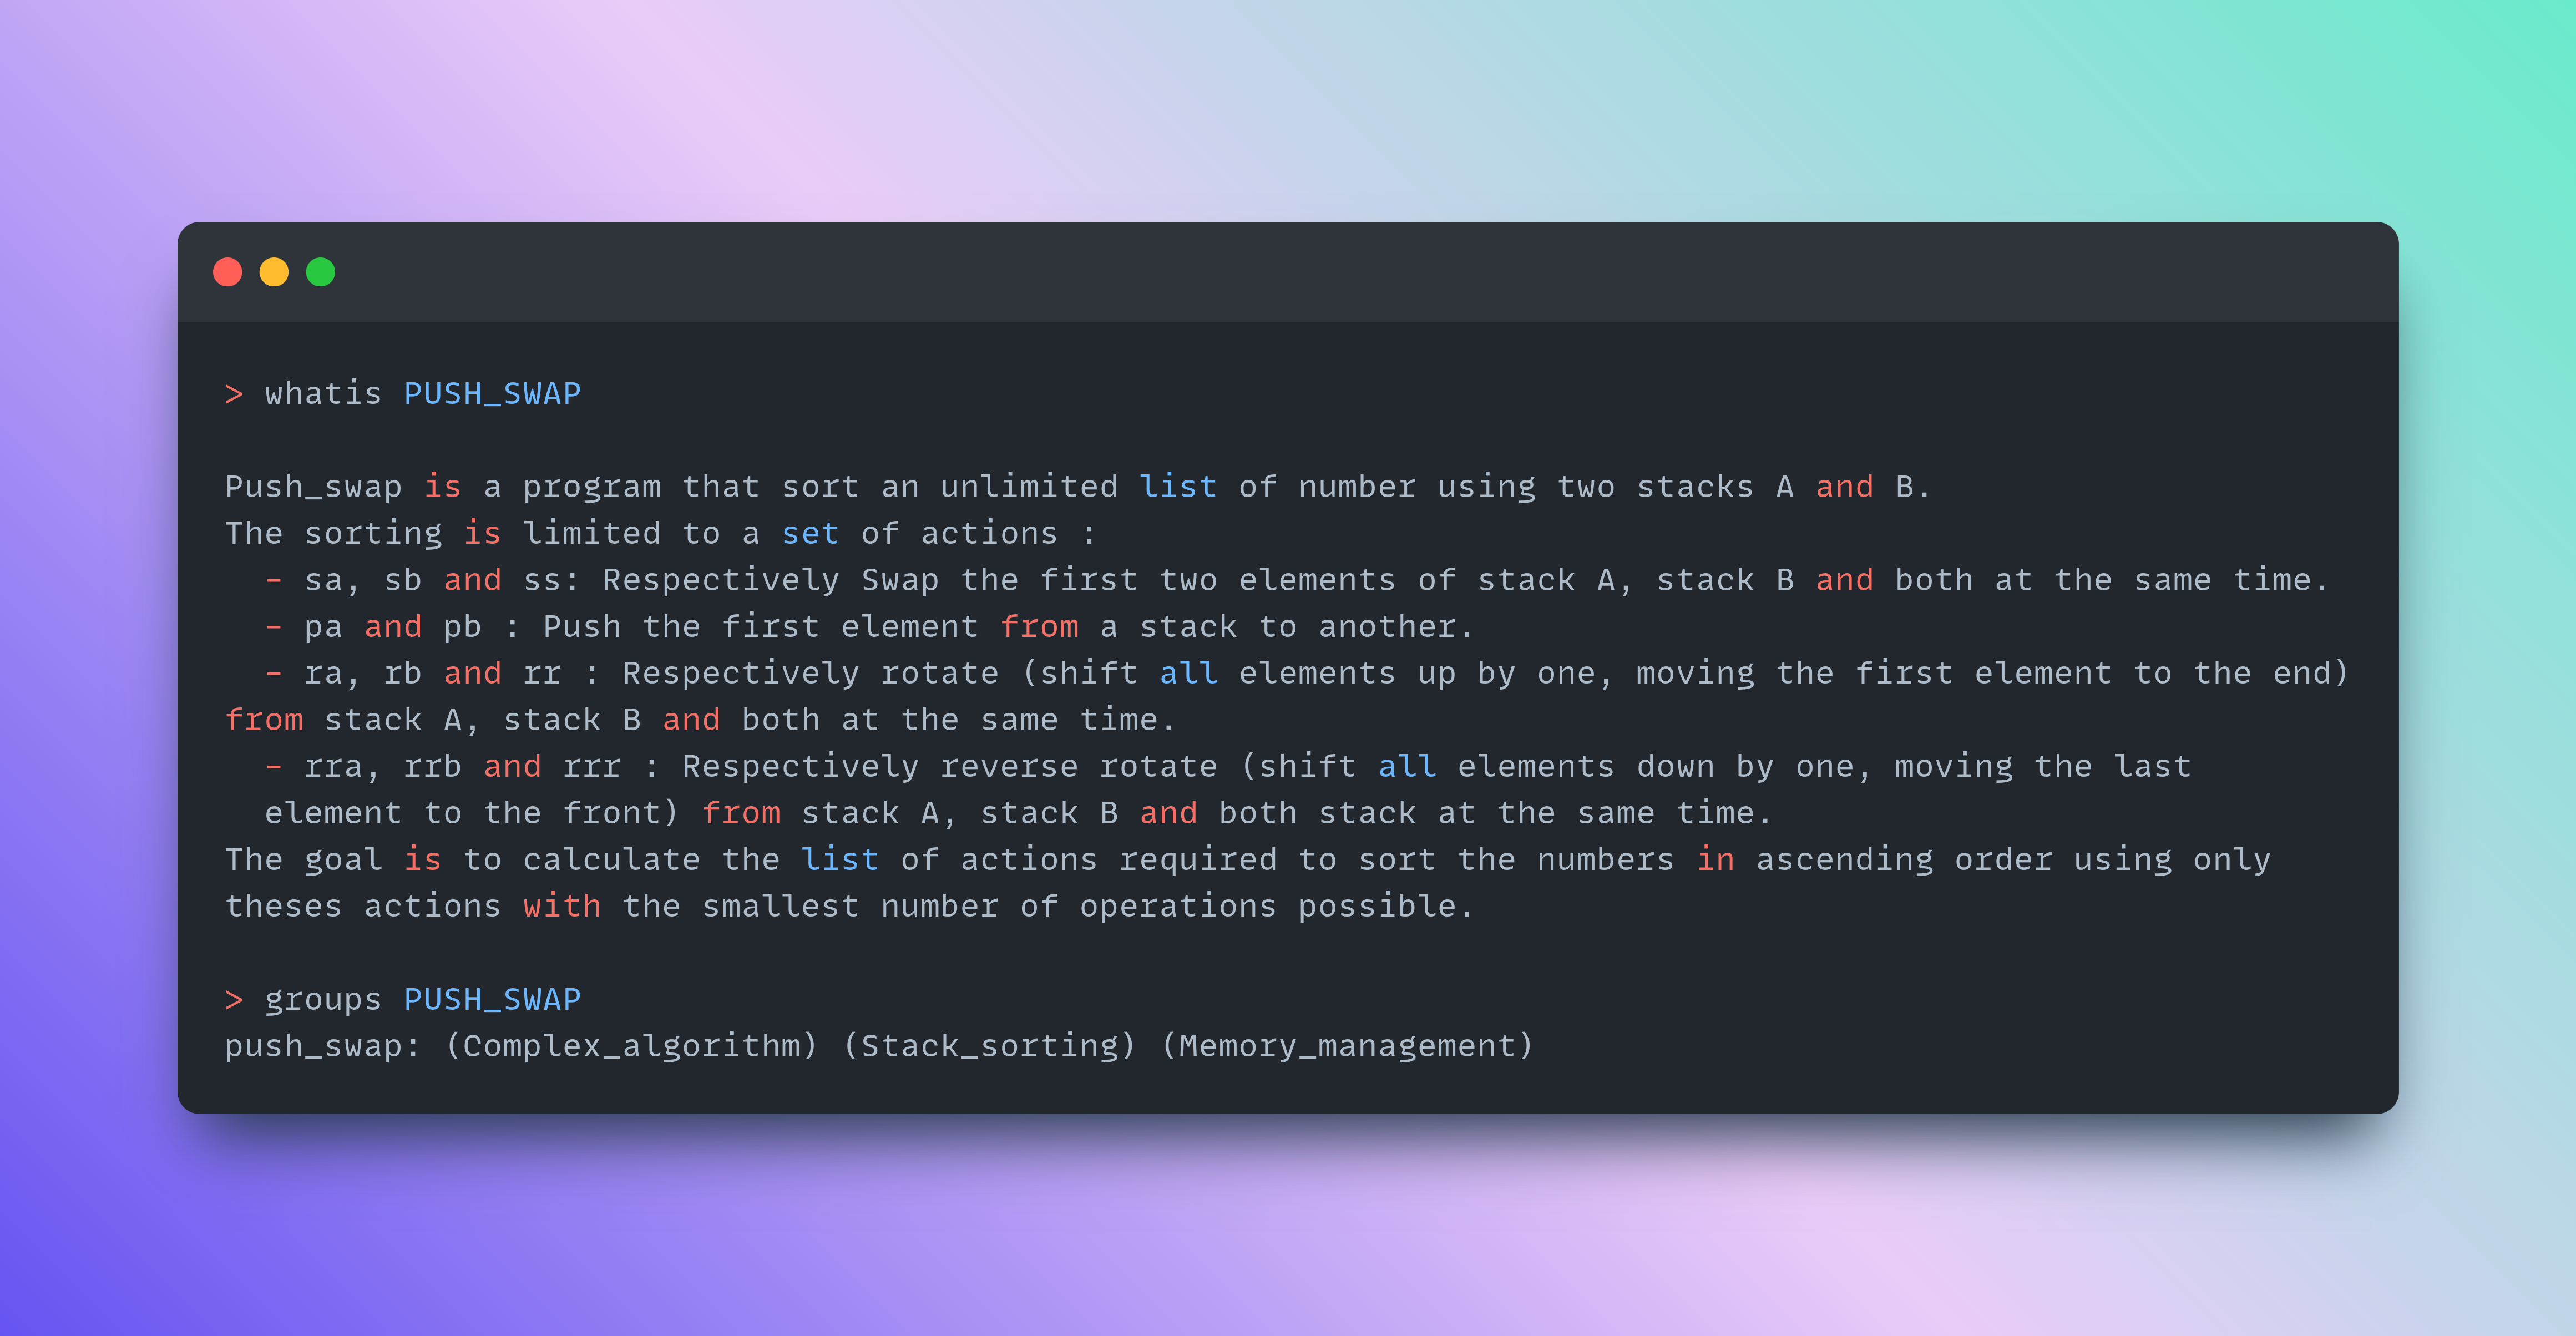 > whatis PUSH_SWAP
Push_swap is a program that sort an unlimited list of number using two stacks A and B.
The sorting is limited to a set of actions :
- sa, sb and ss: Respectively Swap the first two elements of stack A, stack B and both at the same time.
- pa and pb : Push the first element from a stack to another.
- ra, rb and rr : Respectively rotate (shift all elements up by one, moving the first element to the end)
from stack A, stack B and both at the same time.
- rra, rrb and rrr : Respectively reverse rotate (shift all elements down by one, moving the last
element to the front) from stack A, stack B and both stack at the same time.
The goal is to calculate the list of actions required to sort the numbers in ascending order using only
theses actions with the smallest number of operations possible.
> groups PUSH_SWAP
push_swap: (Complex_algorithm) (Stack_sorting) (Memory_management)